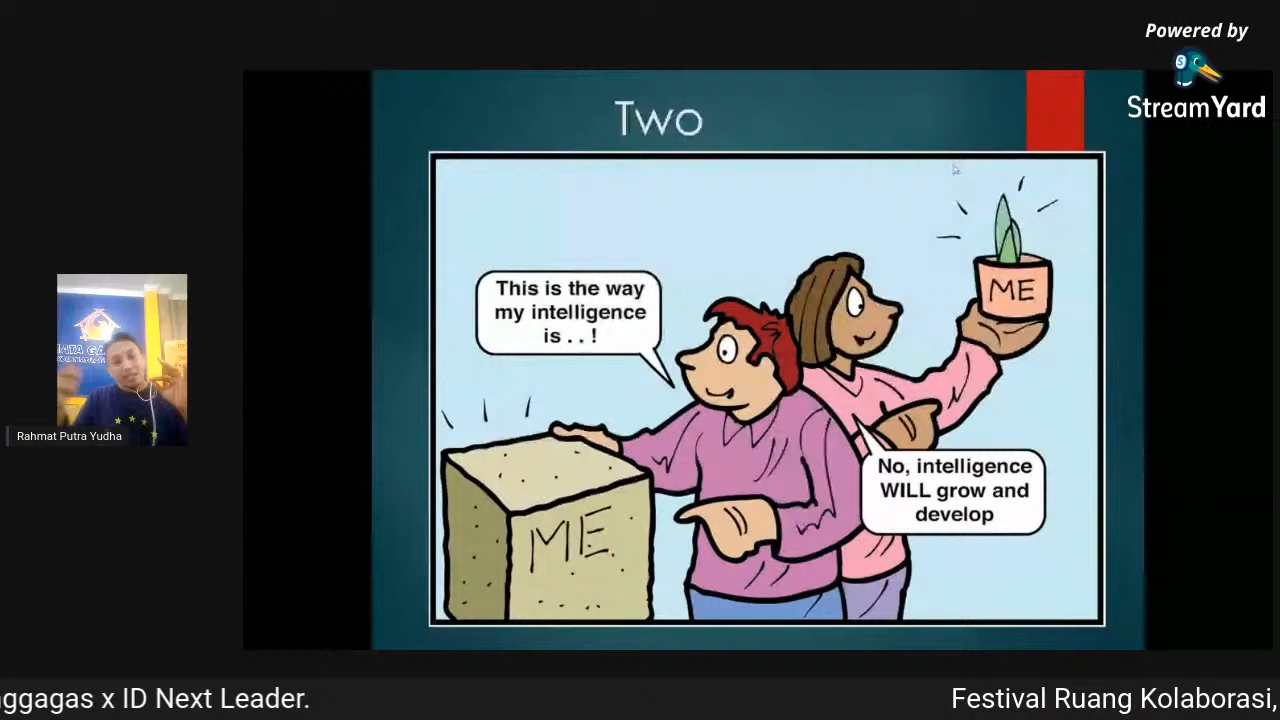 Powered by
StreamYard
Two
This is the way
my intelligence
is . . !
ME
ME
No, intelligence
WILL grow and
develop
Rahmat Putra Yudha
ggagas x ID Next Leader.
Festival Ruang Kolaborasi,